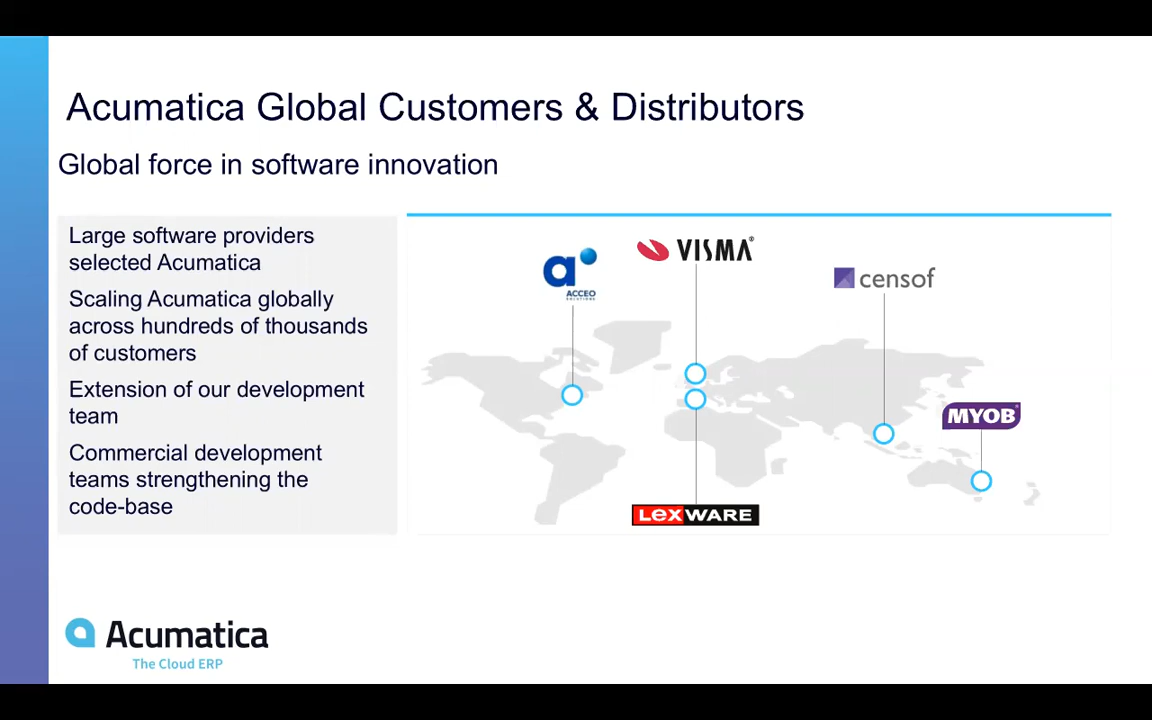 Acumatica Global Customers & Distributors
Global force in software innovation
Large software providers
selected Acumatica
Scaling Acumatica globally
across hundreds of thousands
of customers
Extension of our development
team
Commercial development
teams strengthening the
code-base
a
ACCEO
SOLUTIONS
VISMA®
censof
MYOB
LexWARE
Acumatica
The Cloud ERP